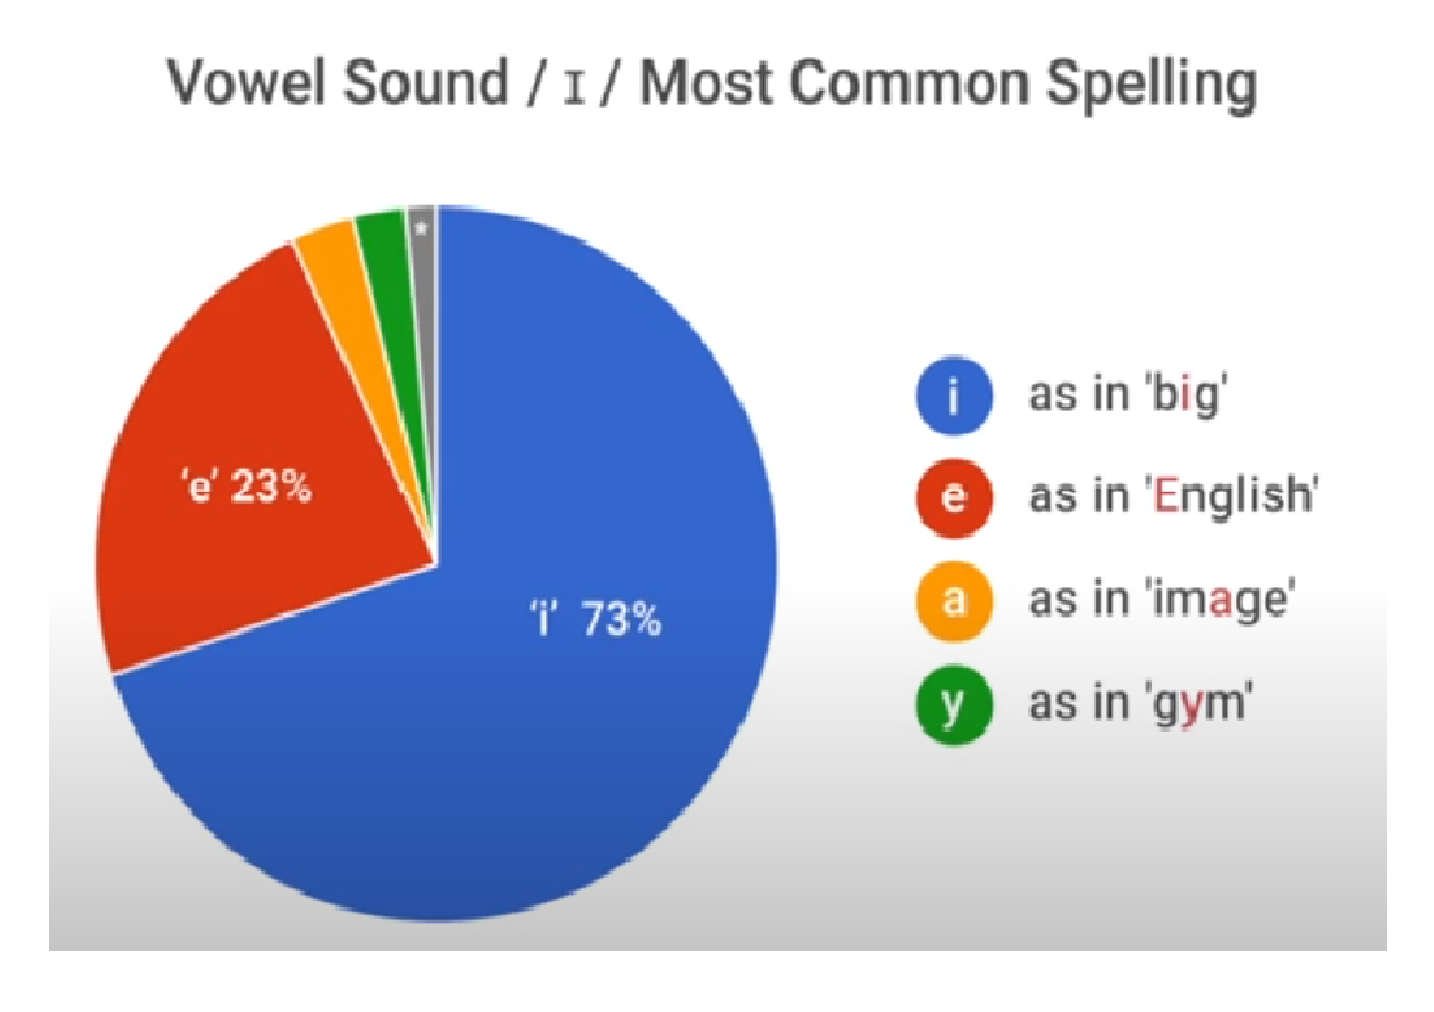 Vowel Sound / ɪ / Most Common Spelling
*
'e' 23%
'i' 73%
i as in 'big'
e as in 'English'
a as in 'image'
y as in 'gym'